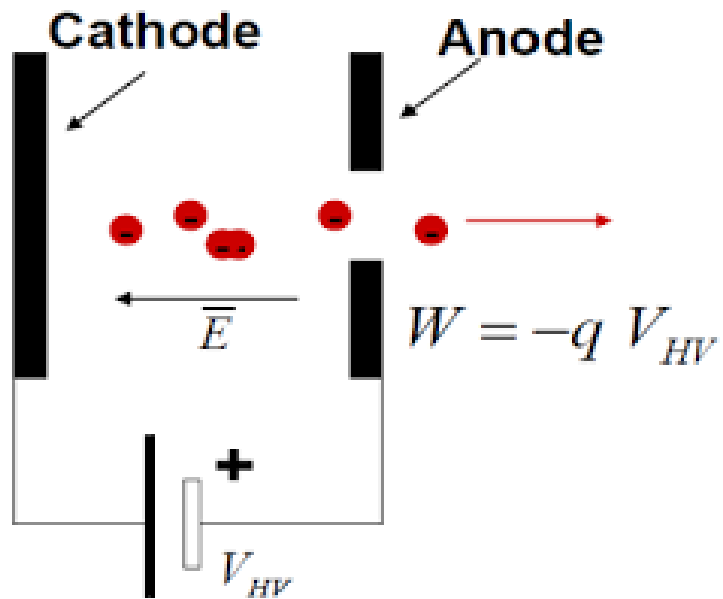 Cathode
Anode
- - - - - -
E̅
W = -q V_HV
+
V_HV